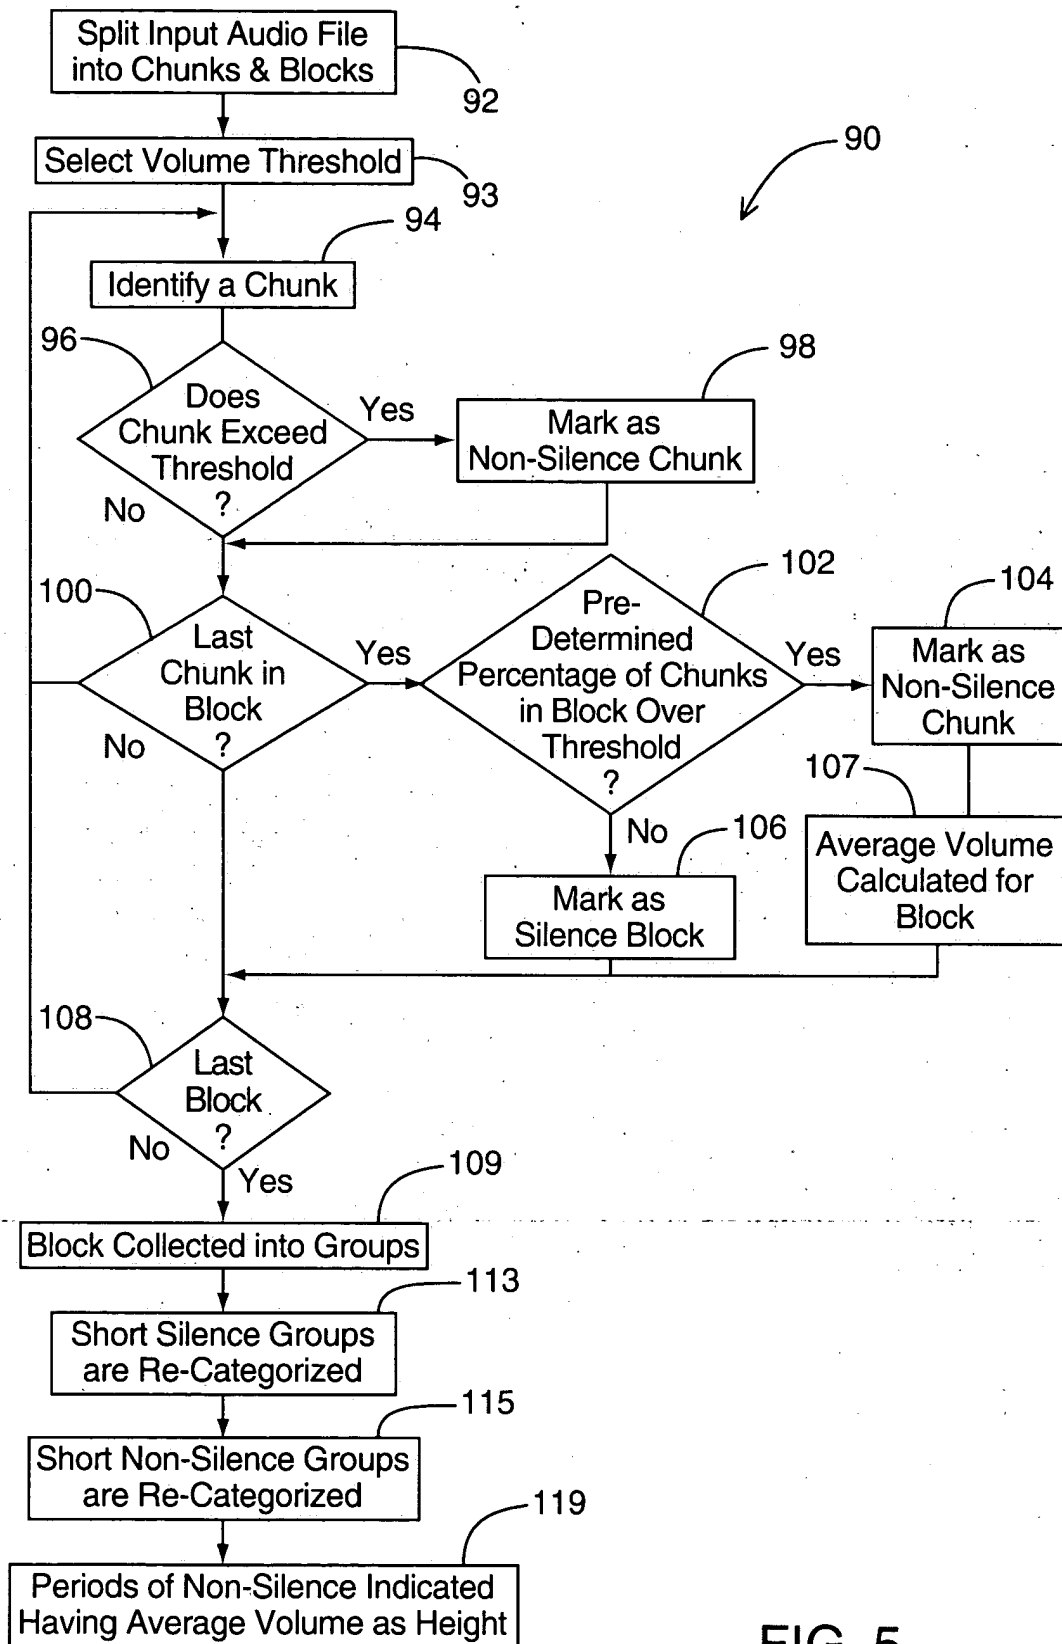 Split Input Audio File
into Chunks & Blocks
92
Select Volume Threshold
93
90
94
Identify a Chunk
96
Does
Chunk Exceed
Threshold
?
Yes
No
98
Mark as
Non-Silence Chunk
100
Last
Chunk in
Block
?
Yes
No
102
Pre-
Determined
Percentage of Chunks
in Block Over
Threshold
?
Yes
No
104
Mark as
Non-Silence
Chunk
107
Average Volume
Calculated for
Block
106
Mark as
Silence Block
108
Last
Block
?
No
Yes
109
Block Collected into Groups
113
Short Silence Groups
are Re-Categorized
115
Short Non-Silence Groups
are Re-Categorized
119
Periods of Non-Silence Indicated
Having Average Volume as Height
FIG. 5